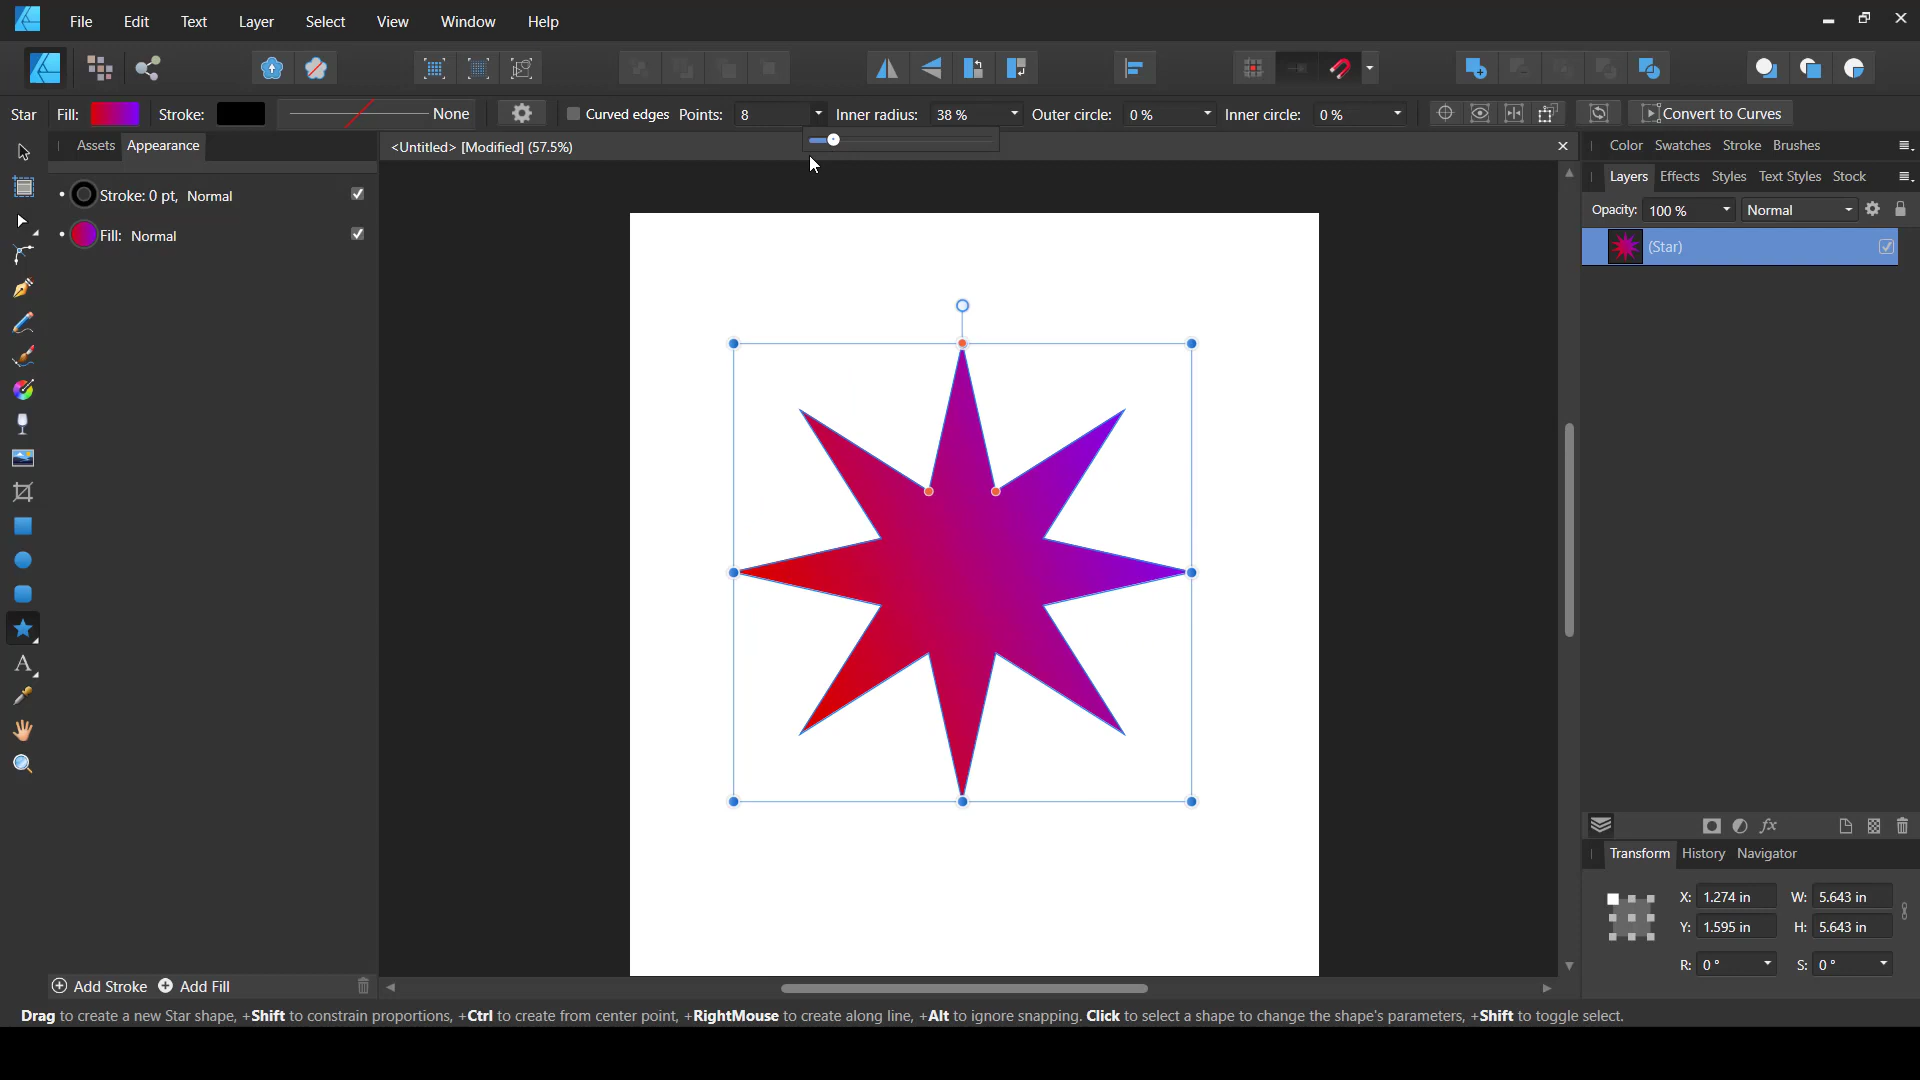 File Edit Text Layer Select View Window Help
Star Fill: Stroke: None Curved edges Points: 8 Inner radius: 38 % Outer circle: 0 % Inner circle: 0 % Convert to Curves
Assets Appearance
<Untitled> [Modified] (57.5%)
Color Swatches Stroke Brushes
Layers Effects Styles Text Styles Stock
Stroke: 0 pt, Normal
Fill: Normal
Opacity: 100 % Normal
(Star)
fx
Transform History Navigator
X: 1.274 in W: 5.643 in
Y: 1.595 in H: 5.643 in
R: 0 ° S: 0 °
Add Stroke Add Fill
Drag to create a new Star shape, +Shift to constrain proportions, +Ctrl to create from center point, +RightMouse to create along line, +Alt to ignore snapping. Click to select a shape to change the shape's parameters, +Shift to toggle select.